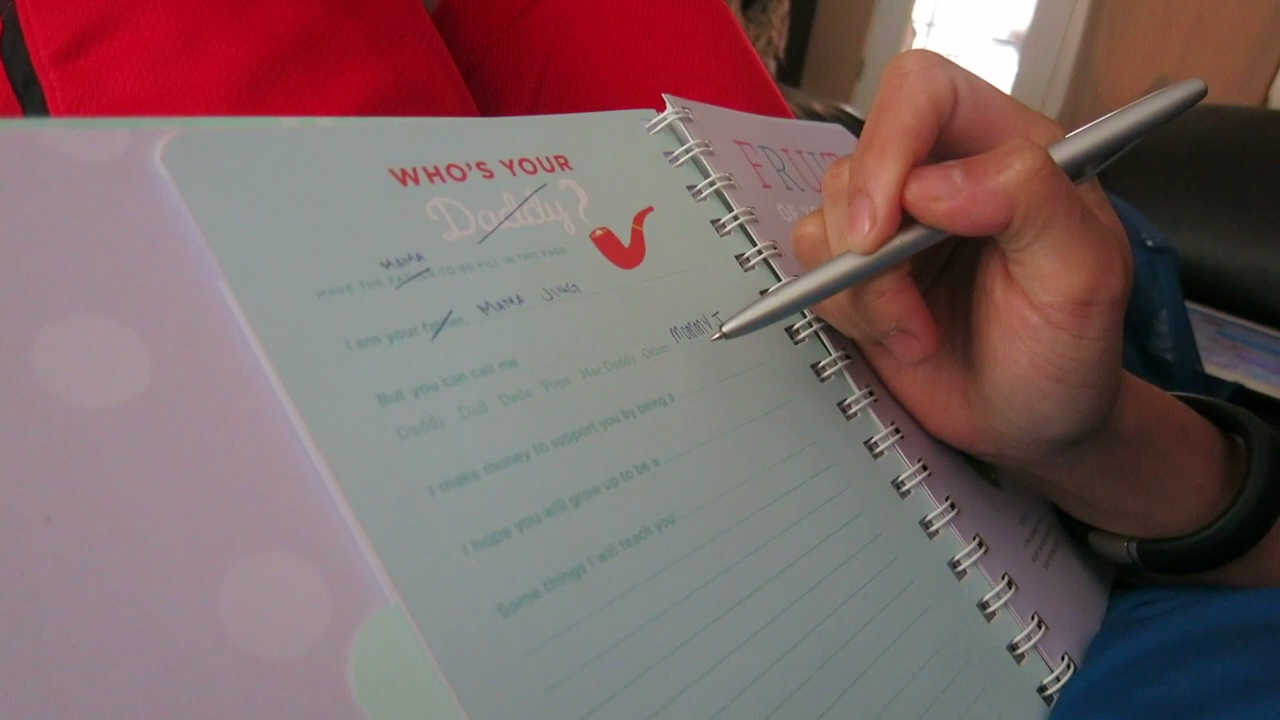 WHO'S YOUR
Daddy?
MAMA
HAVE THE FATHER TO-BE FILL IN THIS PAGE
I am your father, MAMA JING
But you can call me
Daddy Dad Dada Papa Mac Daddy Other: MOMMY J
I make money to support you by being a
I hope you will grow up to be a
Some things I will teach you:
FRUIT
OF